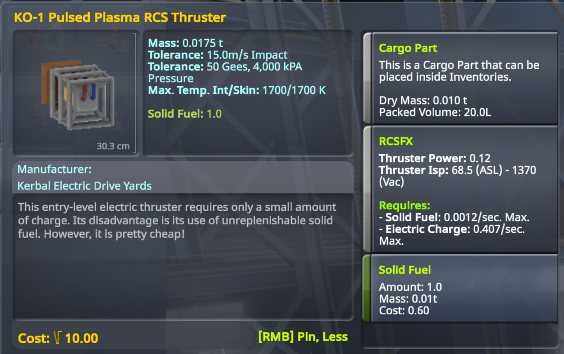 KO-1 Pulsed Plasma RCS Thruster
30.3 cm
Mass: 0.0175 t
Tolerance: 15.0m/s Impact
Tolerance: 50 Gees, 4,000 kPA
Pressure
Max. Temp. Int/Skin: 1700/1700 K
Solid Fuel: 1.0
Manufacturer:
Kerbal Electric Drive Yards
This entry-level electric thruster requires only a small
amount of charge. Its disadvantage is its use of unreplenishable solid
fuel. However, it is pretty cheap!
Cost: 10.00
[RMB] Pin, Less
Cargo Part
This is a Cargo Part that can be
placed inside Inventories.
Dry Mass: 0.010 t
Packed Volume: 20.0L
RCSFX
Thruster Power: 0.12
Thruster Isp: 68.5 (ASL) - 1370
(Vac)
Requires:
- Solid Fuel: 0.0012/sec. Max.
- Electric Charge: 0.407/sec.
Max.
Solid Fuel
Amount: 1.0
Mass: 0.01t
Cost: 0.60